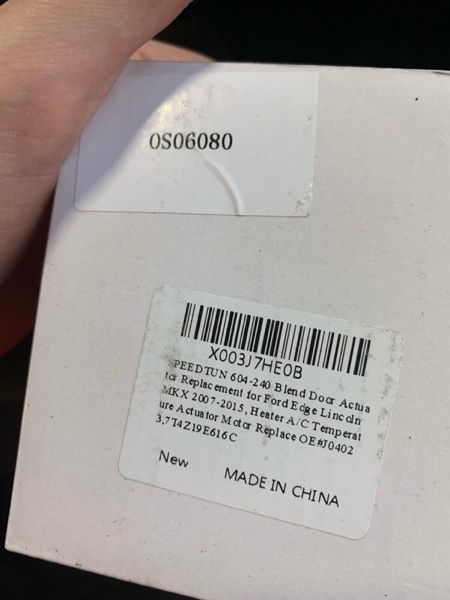 OS06080
X003J7HE0B
SPEEDTUN 604-240 Blend Door Actua
tor Replacement for Ford Edge Lincoln
MKX 2007-2015, Heater A/C Temperat
ure Actuator Motor Replace OE#J0402
3,7T4Z19E616C
New
MADE IN CHINA